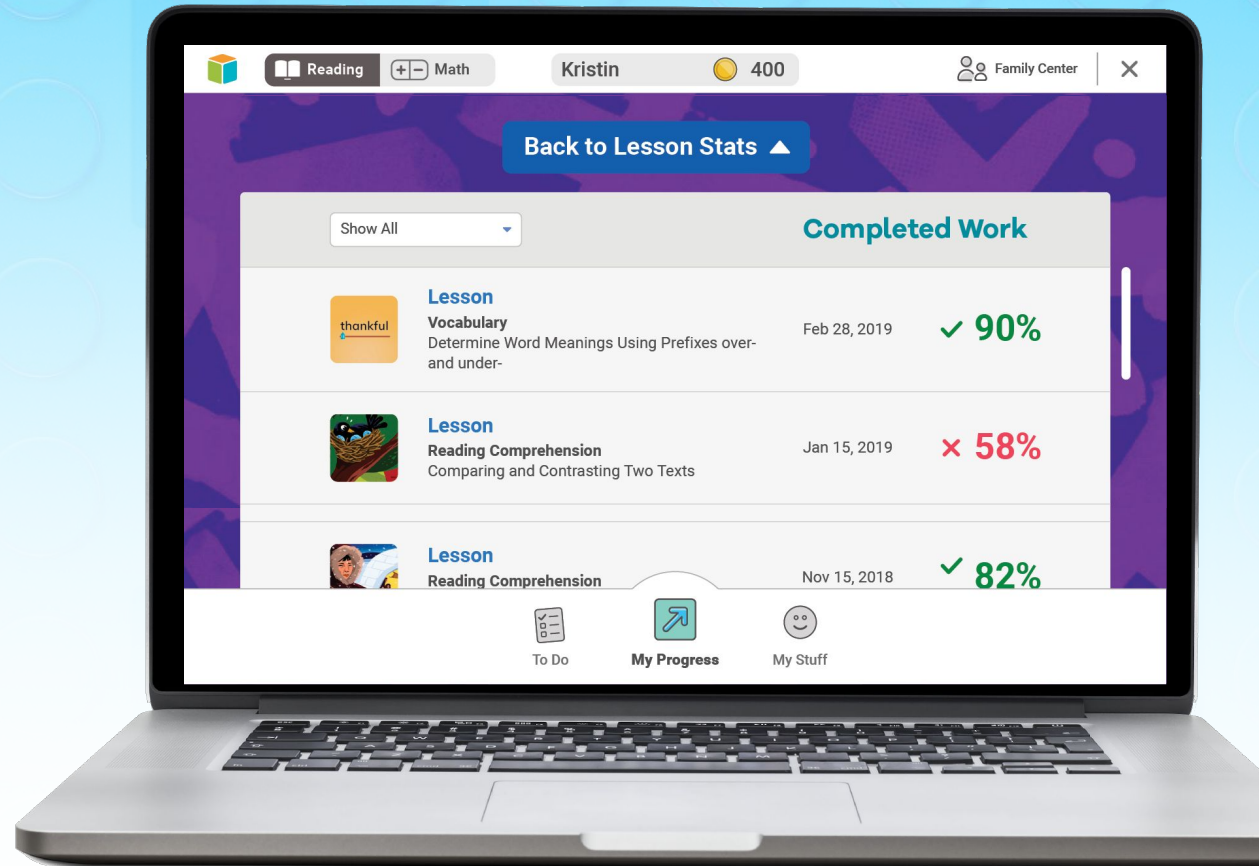 Reading
Math
Kristin
400
Family Center
Back to Lesson Stats
Show All
Completed Work
thankful
Lesson
Vocabulary
Determine Word Meanings Using Prefixes over-
and under-
Feb 28, 2019
90%
Lesson
Reading Comprehension
Comparing and Contrasting Two Texts
Jan 15, 2019
58%
Lesson
Reading Comprehension
Nov 15, 2018
82%
To Do
My Progress
My Stuff